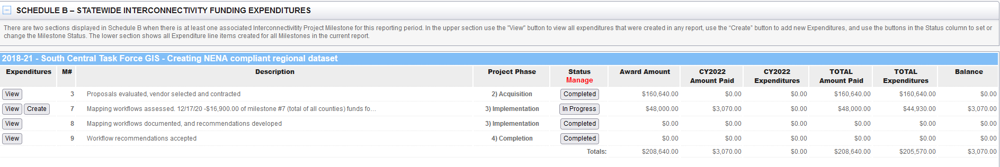 SCHEDULE B – STATEWIDE INTERCONNECTIVITY FUNDING EXPENDITURES
There are two sections displayed in Schedule B when there is at least one associated Interconnectivitity Project Milestone for this reporting period. In the upper section use the "View" button to view all expenditures that were created in any report, use the “Create” button to add new Expenditures, and use the buttons in the Status column to set or
change the Milestone Status. The lower section shows all Expenditure line items created for all Milestones in the current report.
2018-21 - South Central Task Force GIS - Creating NENA compliant regional dataset
Expenditures M# Description Project Phase Status Award Amount CY2022 CY2022 TOTAL TOTAL Balance
Manage Amount Paid Expenditures Amount Paid Expenditures
View 3 Proposals evaluated, vendor selected and contracted 2) Acquisition Completed $160,640.00 $0.00 $0.00 $160,640.00 $160,640.00 $0.00
View Create 7 Mapping workflows assessed. 12/17/20 -$16,900.00 of milestone #7 (total of all counties) funds fo... 3) Implementation In Progress $48,000.00 $3,070.00 $0.00 $48,000.00 $44,930.00 $3,070.00
View 8 Mapping workflows documented, and recommendations developed 3) Implementation Completed $0.00 $0.00 $0.00 $0.00 $0.00 $0.00
View 9 Workflow recommendations accepted 4) Completion Completed $0.00 $0.00 $0.00 $0.00 $0.00 $0.00
Totals: $208,640.00 $3,070.00 $0.00 $208,640.00 $205,570.00 $3,070.00